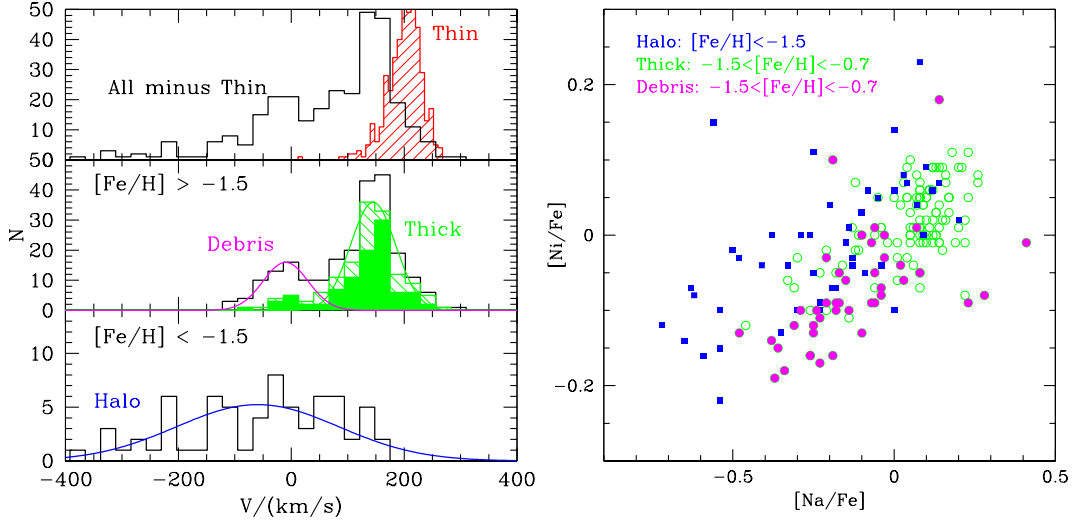 50
40
30
20
10
Thin
All minus Thin
50
40
30
20
10
0
[Fe/H] > −1.5
Debris
Thick
N
10
5
0
[Fe/H] < −1.5
Halo
−400
−200
0
200
400
V/(km/s)
Halo: [Fe/H]<−1.5
Thick: −1.5<[Fe/H]<−0.7
Debris: −1.5<[Fe/H]<−0.7
0.2
0
−0.2
[Ni/Fe]
−0.5
0
0.5
[Na/Fe]